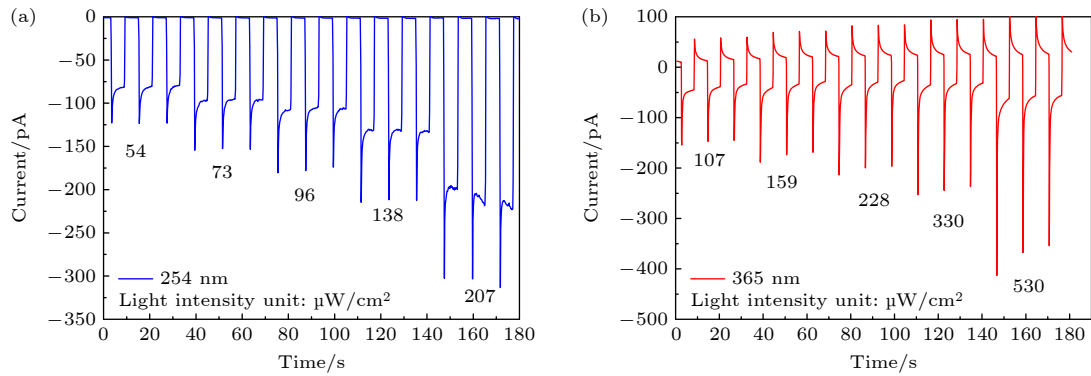 (a)
0
−50
−100
−150
−200
−250
−300
−350
Current/pA
54
73
96
138
207
254 nm
Light intensity unit: µW/cm²
0 20 40 60 80 100 120 140 160 180
Time/s
(b)
100
0
−100
−200
−300
−400
−500
Current/pA
107
159
228
330
530
365 nm
Light intensity unit: µW/cm²
0 20 40 60 80 100 120 140 160 180
Time/s